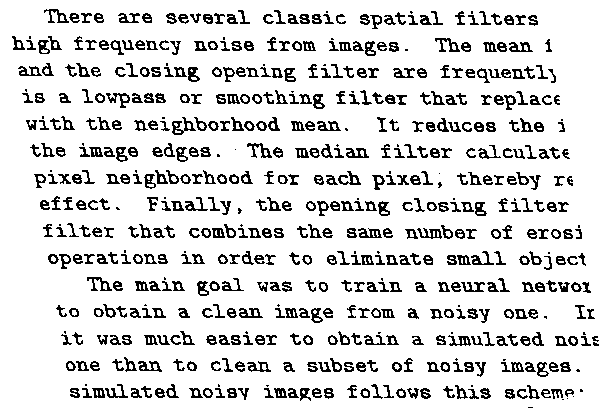 There are several classic spatial filters
high frequency noise from images. The mean
and the closing opening filter are frequently
is a lowpass or smoothing filter that replace
with the neighborhood mean. It reduces the
the image edges. The median filter calculate
pixel neighborhood for each pixel, thereby re
effect. Finally, the opening closing filter
filter that combines the same number of erosi
operations in order to eliminate small object
The main goal was to train a neural networ
to obtain a clean image from a noisy one. In
it was much easier to obtain a simulated nois
one than to clean a subset of noisy images.
simulated noisy images follows this scheme